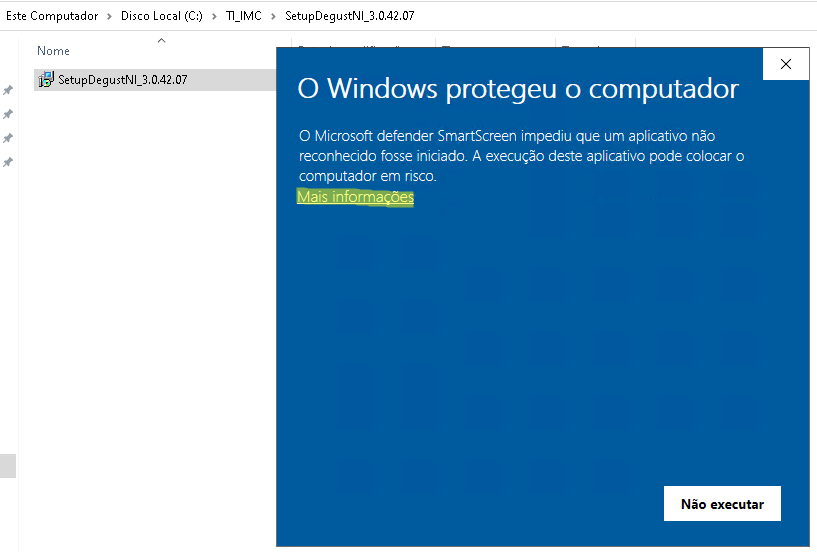 Este Computador > Disco Local (C:) > TI_IMC > SetupDegustNI_3.0.42.07
Nome
SetupDegustNI_3.0.42.07
O Windows protegeu o computador
O Microsoft defender SmartScreen impediu que um aplicativo não
reconhecido fosse iniciado. A execução deste aplicativo pode colocar o
computador em risco.
Mais informações
Não executar